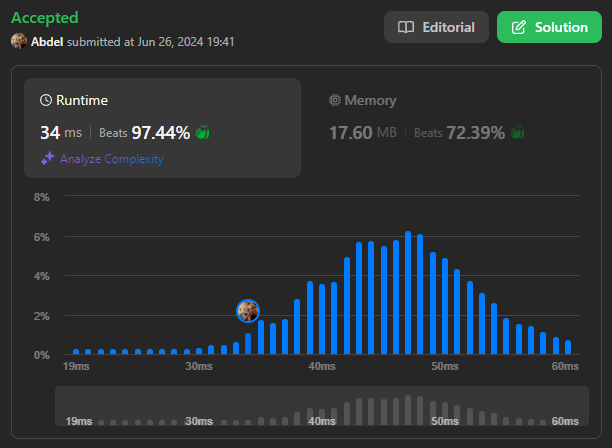 Accepted
Editorial
Solution
Abdel submitted at Jun 26, 2024 19:41
Runtime
34 ms | Beats 97.44%
Analyze Complexity
Memory
17.60 MB | Beats 72.39%
8%
6%
4%
2%
0%
19ms 30ms 40ms 50ms 60ms
19ms 30ms 40ms 50ms 60ms